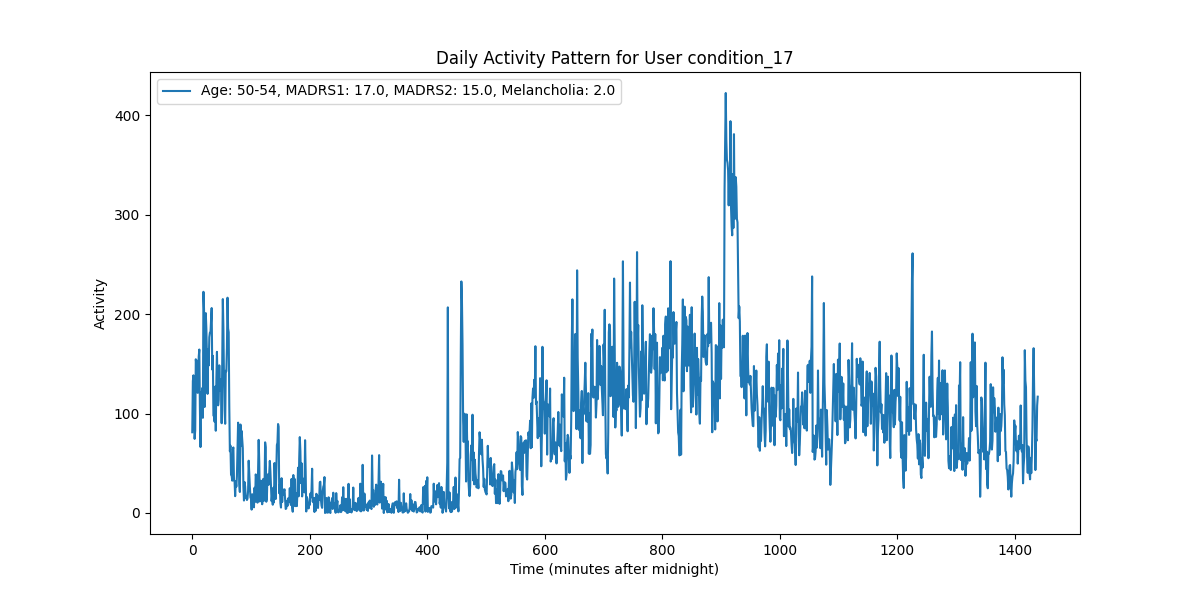 Daily Activity Pattern for User condition_17
Age: 50-54, MADRS1: 17.0, MADRS2: 15.0, Melancholia: 2.0
400
300
200
100
0
Activity
0 200 400 600 800 1000 1200 1400
Time (minutes after midnight)